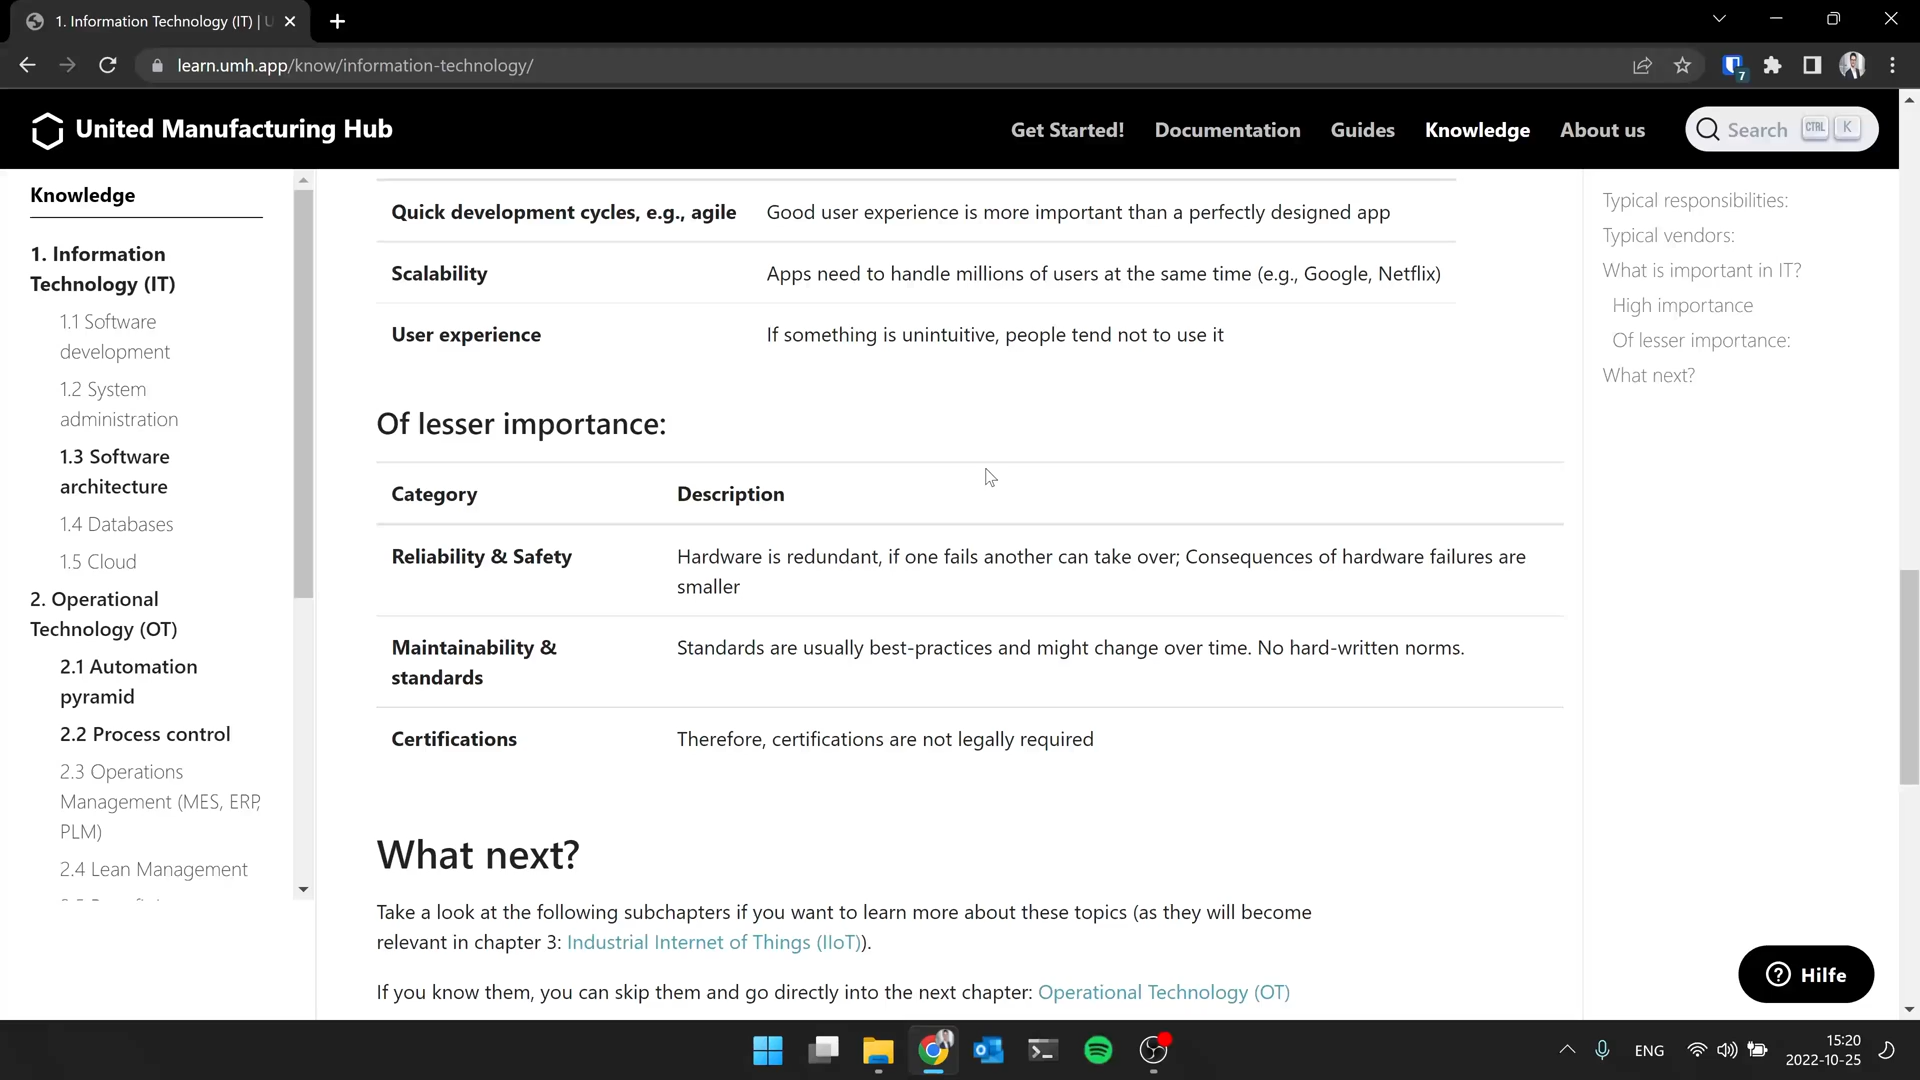 1. Information Technology (IT) | U
learn.umh.app/know/information-technology/
7
United Manufacturing Hub
Get Started!
Documentation
Guides
Knowledge
About us
Search
CTRL
K
Knowledge
1. Information
Technology (IT)
1.1 Software
development
1.2 System
administration
1.3 Software
architecture
1.4 Databases
1.5 Cloud
2. Operational
Technology (OT)
2.1 Automation
pyramid
2.2 Process control
2.3 Operations
Management (MES, ERP,
PLM)
2.4 Lean Management
Quick development cycles, e.g., agile
Good user experience is more important than a perfectly designed app
Scalability
Apps need to handle millions of users at the same time (e.g., Google, Netflix)
User experience
If something is unintuitive, people tend not to use it
Of lesser importance:
Category
Description
Reliability & Safety
Hardware is redundant, if one fails another can take over; Consequences of hardware failures are
smaller
Maintainability &
standards
Standards are usually best-practices and might change over time. No hard-written norms.
Certifications
Therefore, certifications are not legally required
What next?
Take a look at the following subchapters if you want to learn more about these topics (as they will become
relevant in chapter 3: Industrial Internet of Things (IIoT)).
If you know them, you can skip them and go directly into the next chapter: Operational Technology (OT)
Typical responsibilities:
Typical vendors:
What is important in IT?
High importance
Of lesser importance:
What next?
Hilfe
ENG
15:20
2022-10-25